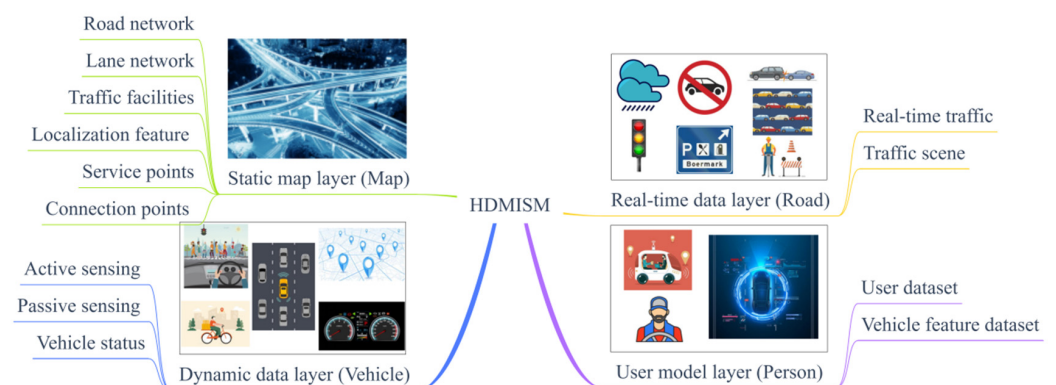 Road network
Lane network
Traffic facilities
Localization feature
Service points
Connection points
Static map layer (Map)
Active sensing
Passive sensing
Vehicle status
Dynamic data layer (Vehicle)
HDMISM
P
Boermark
Real-time data layer (Road)
Real-time traffic
Traffic scene
User model layer (Person)
User dataset
Vehicle feature dataset